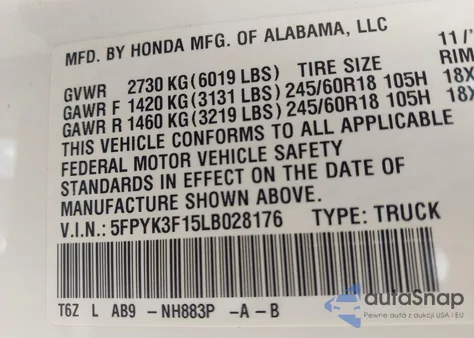 MFD. BY HONDA MFG. OF ALABAMA, LLC
11/'
GVWR 2730 KG (6019 LBS) TIRE SIZE RIM
GAWR F 1420 KG (3131 LBS) 245/60R18 105H 18X
GAWR R 1460 KG (3219 LBS) 245/60R18 105H 18X
THIS VEHICLE CONFORMS TO ALL APPLICABLE
FEDERAL MOTOR VEHICLE SAFETY
STANDARDS IN EFFECT ON THE DATE OF
MANUFACTURE SHOWN ABOVE.
V.I.N.: 5FPYK3F15LB028176 TYPE: TRUCK
T6Z L AB9 -NH883P -A -B
autoSnap
Pewne auta z aukcji USA i EU